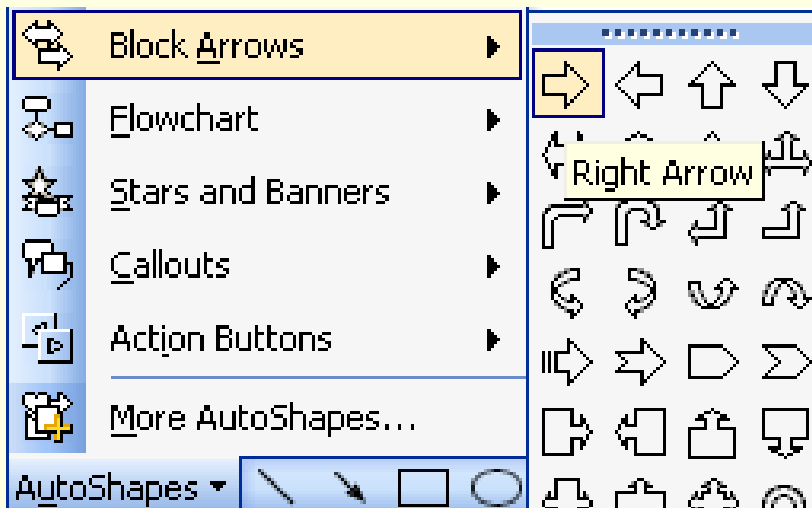 Block Arrows
Flowchart
Stars and Banners
Callouts
Action Buttons
More AutoShapes...
AutoShapes
Right Arrow